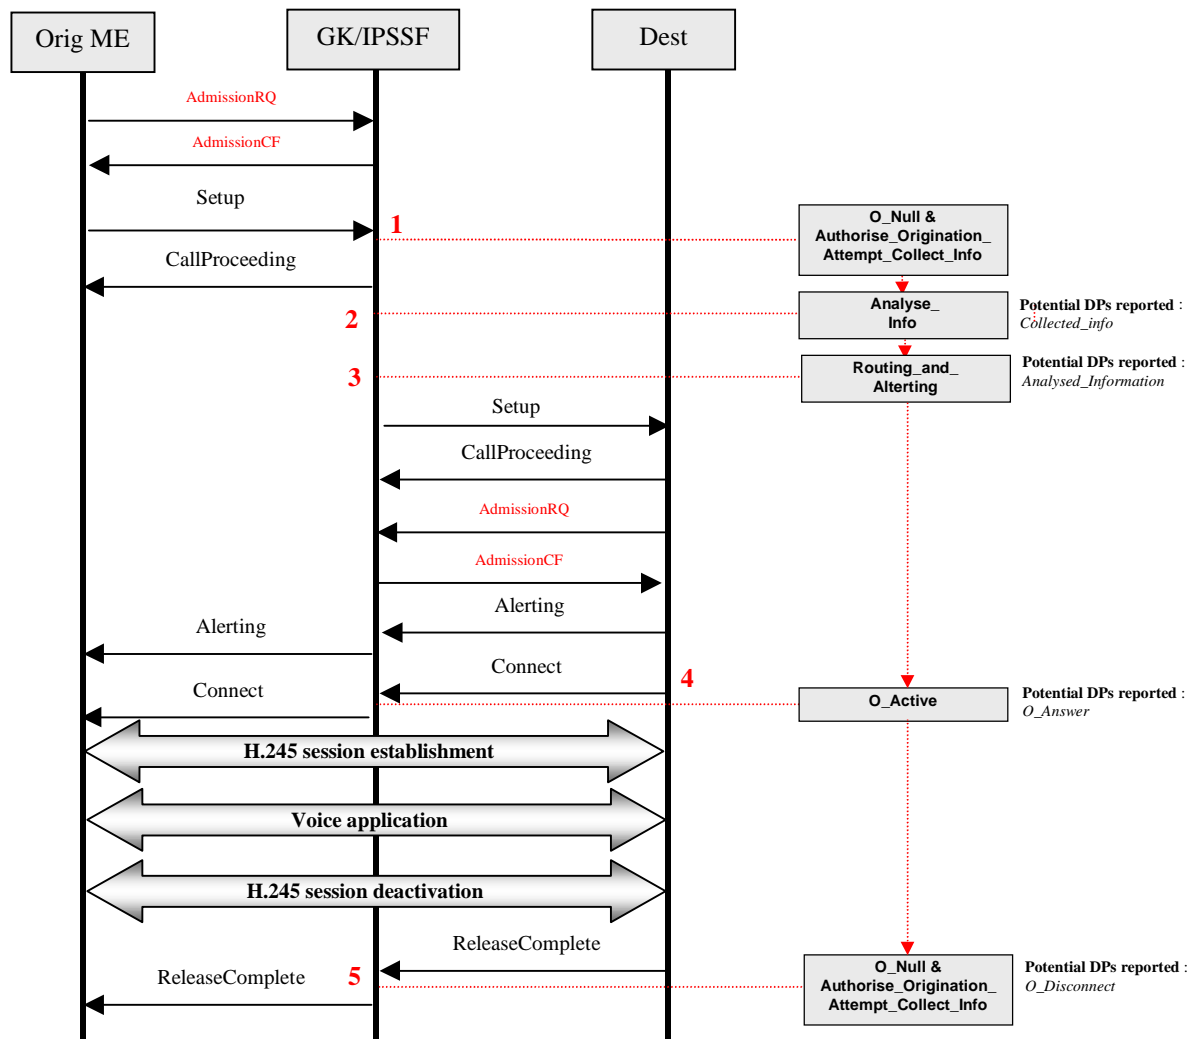 Orig ME
GK/IPSSF
Dest
AdmissionRQ
AdmissionCF
Setup
1
O_Null &
Authorise_Origination_
Attempt_Collect_Info
CallProceeding
2
Analyse_
Info
Potential DPs reported :
Collected_info
3
Routing_and_
Alterting
Potential DPs reported :
Analysed_Information
Setup
CallProceeding
AdmissionRQ
AdmissionCF
Alerting
Alerting
Connect
4
Connect
O_Active
Potential DPs reported :
O_Answer
H.245 session establishment
Voice application
H.245 session deactivation
ReleaseComplete
ReleaseComplete
5
O_Null &
Authorise_Origination_
Attempt_Collect_Info
Potential DPs reported :
O_Disconnect